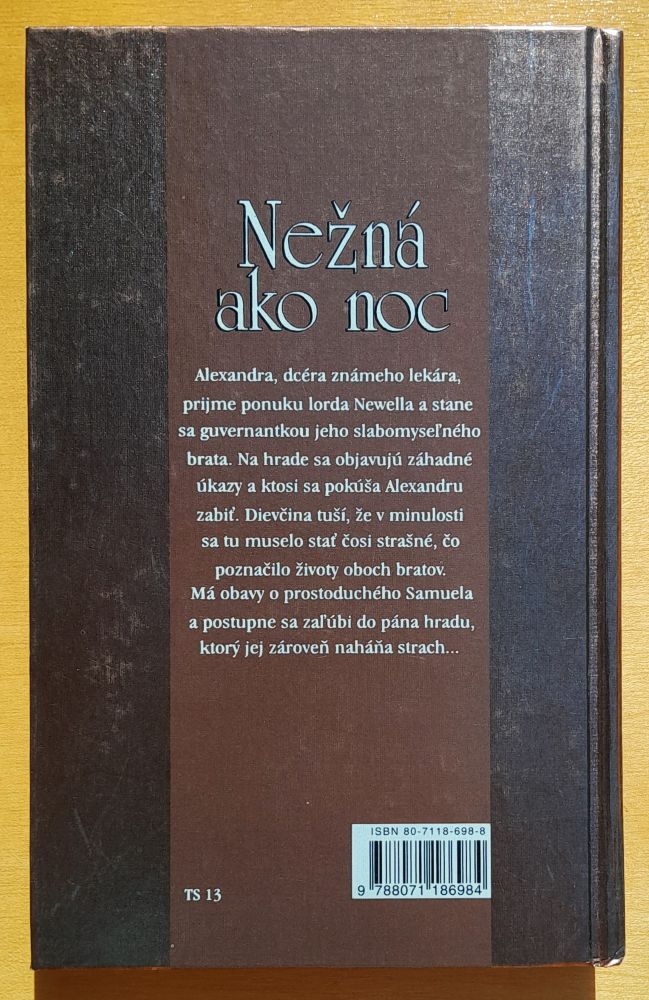 Nežná
ako noc
Alexandra, dcéra známeho lekára,
prijme ponuku lorda Newella a stane
sa guvernantkou jeho slabomyseľného
brata. Na hrade sa objavujú záhadné
úkazy a ktosi sa pokúša Alexandru
zabiť. Dievčina tuší, že v minulosti
sa tu muselo stať čosi strašné, čo
poznačilo životy oboch bratov.
Má obavy o prostoduchého Samuela
a postupne sa zaľúbi do pána hradu,
ktorý jej zároveň naháňa strach...
ISBN 80-7118-698-8
9 788071 186984
TS 13